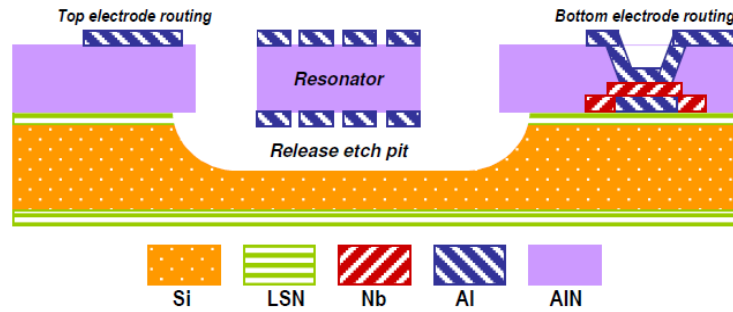 Top electrode routing
Bottom electrode routing
Resonator
Release etch pit
Si
LSN
Nb
Al
AlN